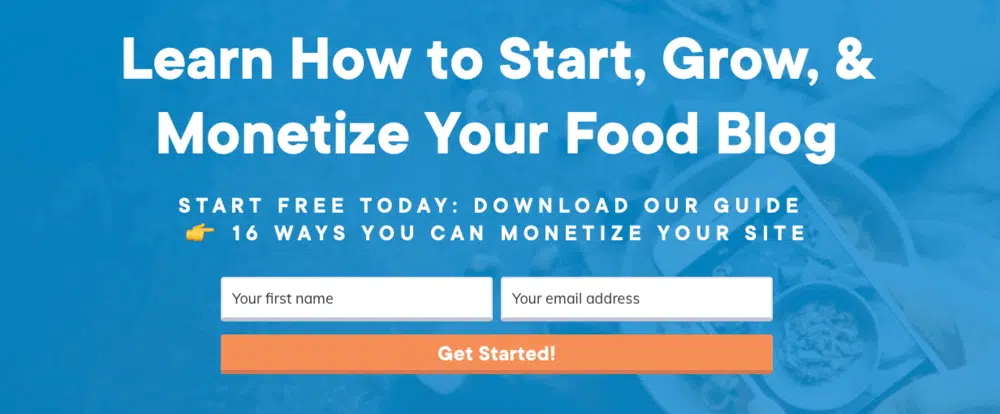 Learn How to Start, Grow, &
Monetize Your Food Blog
START FREE TODAY: DOWNLOAD OUR GUIDE
👉 16 WAYS YOU CAN MONETIZE YOUR SITE
Your first name
Your email address
Get Started!